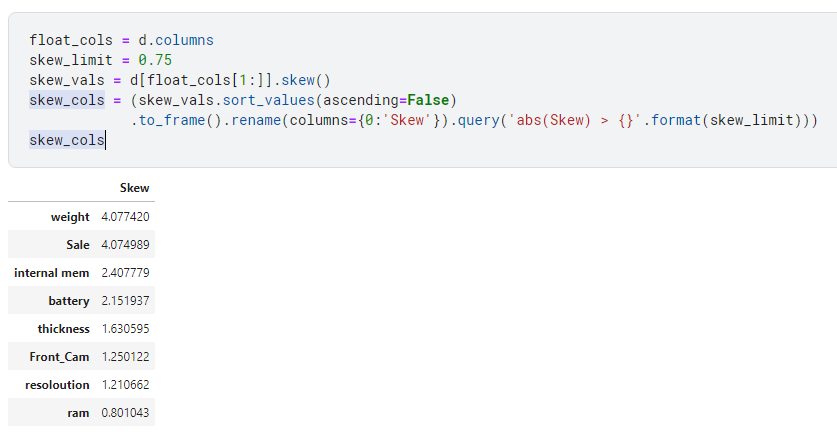 float_cols = d.columns
skew_limit = 0.75
skew_vals = d[float_cols[1:]].skew()
skew_cols = (skew_vals.sort_values(ascending=False)
            .to_frame().rename(columns={0:'Skew'}).query('abs(Skew) > {}'.format(skew_limit)))
skew_cols
Skew
weight 4.077420
Sale 4.074989
internal mem 2.407779
battery 2.151937
thickness 1.630595
Front_Cam 1.250122
resoloution 1.210662
ram 0.801043